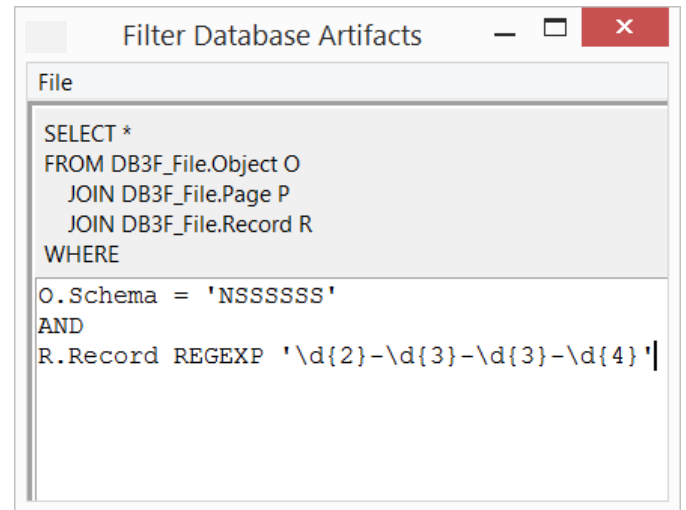 Filter Database Artifacts
File
SELECT *
FROM DB3F_File.Object O
JOIN DB3F_File.Page P
JOIN DB3F_File.Record R
WHERE
O.Schema = 'NSSSSSS'
AND
R.Record REGEXP '\d{2}-\d{3}-\d{3}-\d{4}'